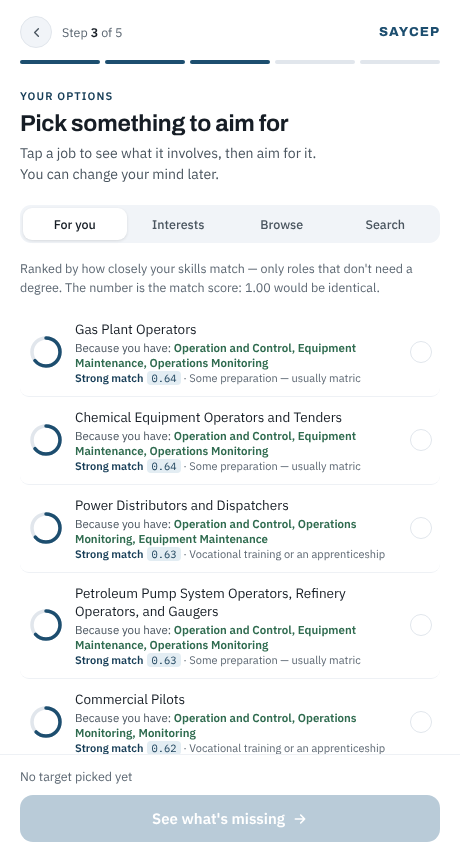 Step 3 of 5
SAYCEP
YOUR OPTIONS
Pick something to aim for
Tap a job to see what it involves, then aim for it.
You can change your mind later.
For you
Interests
Browse
Search
Ranked by how closely your skills match — only roles that don't need a
degree. The number is the match score: 1.00 would be identical.
Gas Plant Operators
Because you have: Operation and Control, Equipment
Maintenance, Operations Monitoring
Strong match 0.64 · Some preparation — usually matric
Chemical Equipment Operators and Tenders
Because you have: Operation and Control, Equipment
Maintenance, Operations Monitoring
Strong match 0.64 · Some preparation — usually matric
Power Distributors and Dispatchers
Because you have: Operation and Control, Operations
Monitoring, Equipment Maintenance
Strong match 0.63 · Vocational training or an apprenticeship
Petroleum Pump System Operators, Refinery
Operators, and Gaugers
Because you have: Operation and Control, Equipment
Maintenance, Operations Monitoring
Strong match 0.63 · Some preparation — usually matric
Commercial Pilots
Because you have: Operation and Control, Operations
Monitoring, Monitoring
Strong match 0.62 · Vocational training or an apprenticeship
No target picked yet
See what's missing →